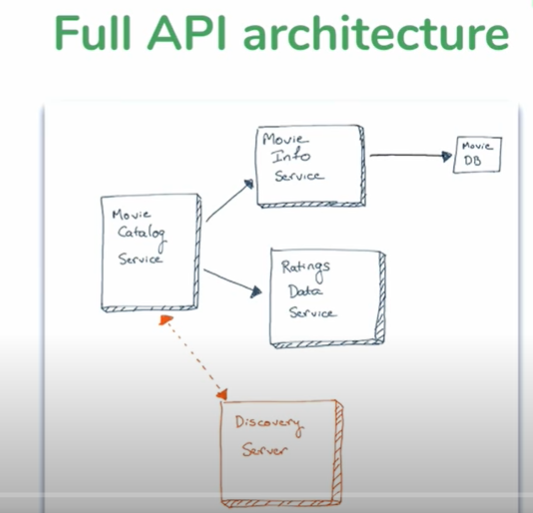 Full API architecture
Movie
Info
Service
Movie
DB
Movie
Catalog
Service
Ratings
Data
Service
Discovery
Server